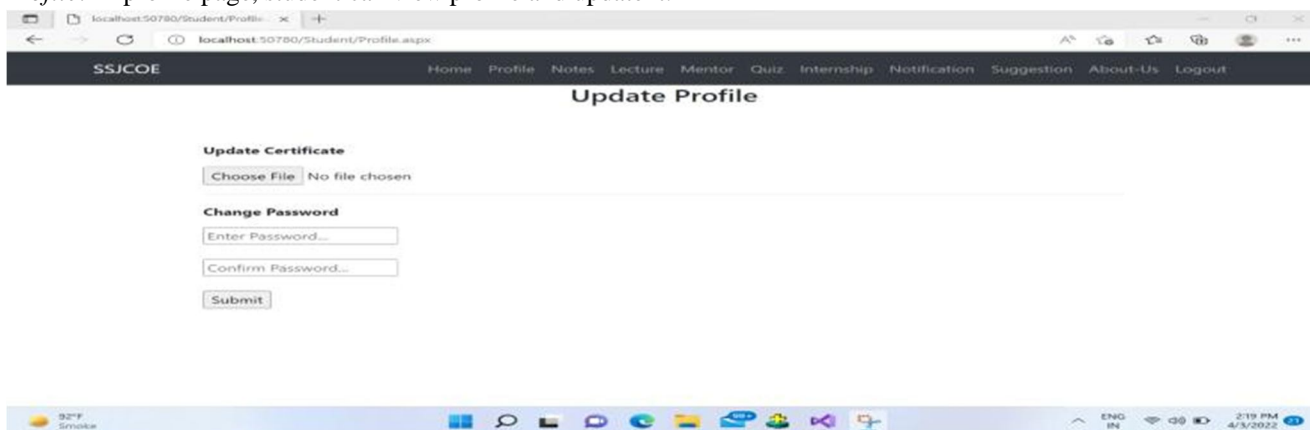 profile page, student can view profile and update it.
localhost:50780/Student/Profile
localhost:50780/Student/Profile.aspx
SSJCOE Home Profile Notes Lecture Mentor Quiz Internship Notification Suggestion About-Us Logout
Update Profile
Update Certificate
Choose File No file chosen
Change Password
Enter Password...
Confirm Password...
Submit
92°F
Smoke
99+
ENG
IN
2:19 PM
4/3/2022